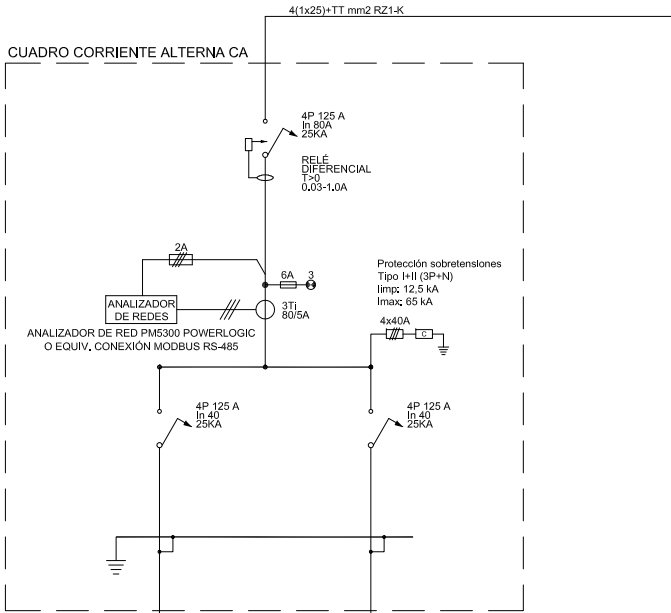 4(1x25)+TT mm2 RZ1-K
CUADRO CORRIENTE ALTERNA CA
4P 125 A
In 80A
25KA
RELÉ
DIFERENCIAL
T>0
0.03-1.0A
2A
6A
3
Protección sobretensiones
Tipo I+II (3P+N)
Iimp: 12,5 kA
Imax: 65 kA
ANALIZADOR
DE REDES
3Ti
80/5A
4x40A
C
ANALIZADOR DE RED PM5300 POWERLOGIC
O EQUIV. CONEXIÓN MODBUS RS-485
4P 125 A
In 40
25KA
4P 125 A
In 40
25KA